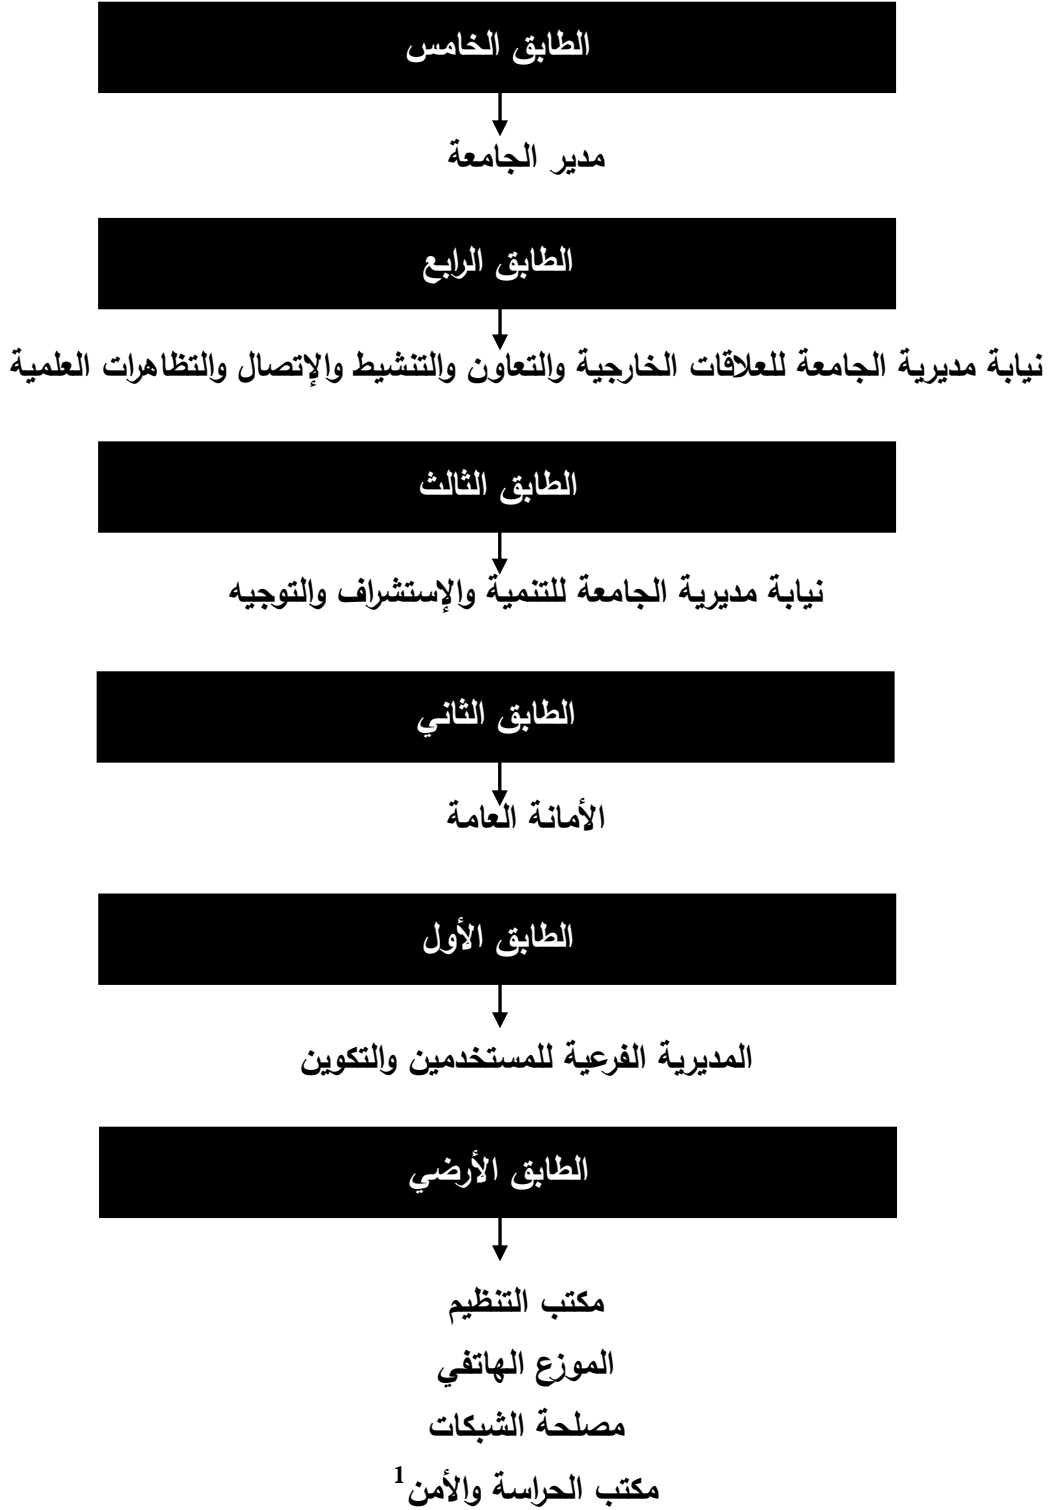 الطابق الخامس
مدير الجامعة
الطابق الرابع
نيابة مديرية الجامعة للعلاقات الخارجية والتعاون والتنشيط والإتصال والتظاهرات العلمية
الطابق الثالث
نيابة مديرية الجامعة للتنمية والإستشراف والتوجيه
الطابق الثاني
الأمانة العامة
الطابق الأول
المديرية الفرعية للمستخدمين والتكوين
الطابق الأرضي
مكتب التنظيم
الموزع الهاتفي
مصلحة الشبكات
مكتب الحراسة والأمن1